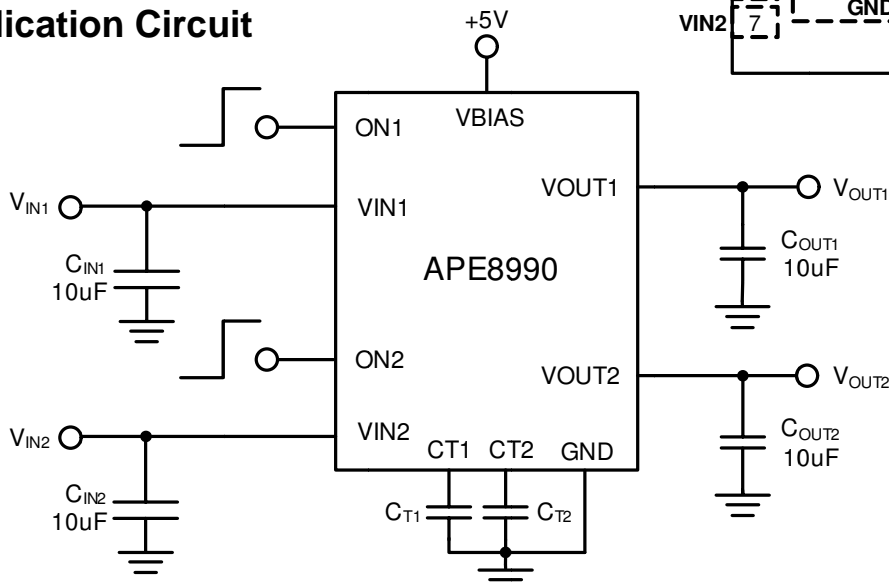 lication Circuit
+5V
VIN2
7
GND
ON1
VBIAS
VIN1
VIN1
VOUT1
VOUT1
CIN1
10uF
APE8990
COUT1
10uF
ON2
VOUT2
VOUT2
VIN2
VIN2
CT1 CT2 GND
COUT2
10uF
CIN2
10uF
CT1
CT2